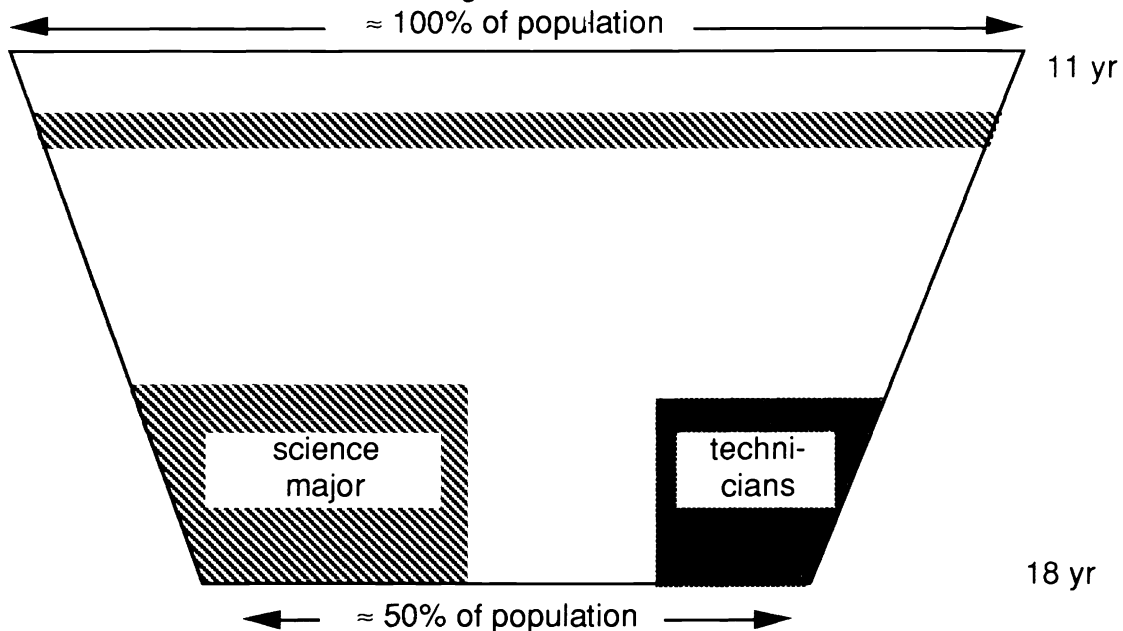 ≈ 100% of population
11 yr
science
major
techni-
cians
18 yr
≈ 50% of population